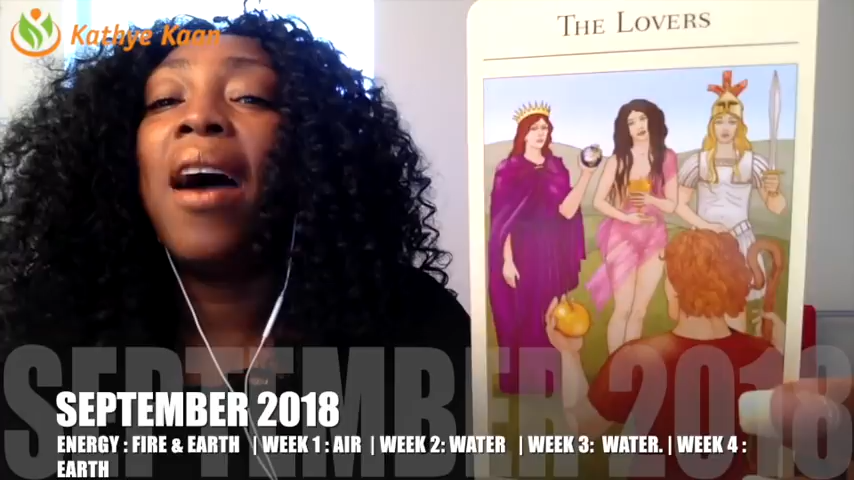 Kathye Kaan
THE LOVERS
SEPTEMBER 2018
SEPTEMBER 2018
ENERGY : FIRE & EARTH | WEEK 1 : AIR | WEEK 2: WATER | WEEK 3: WATER. | WEEK 4 :
EARTH